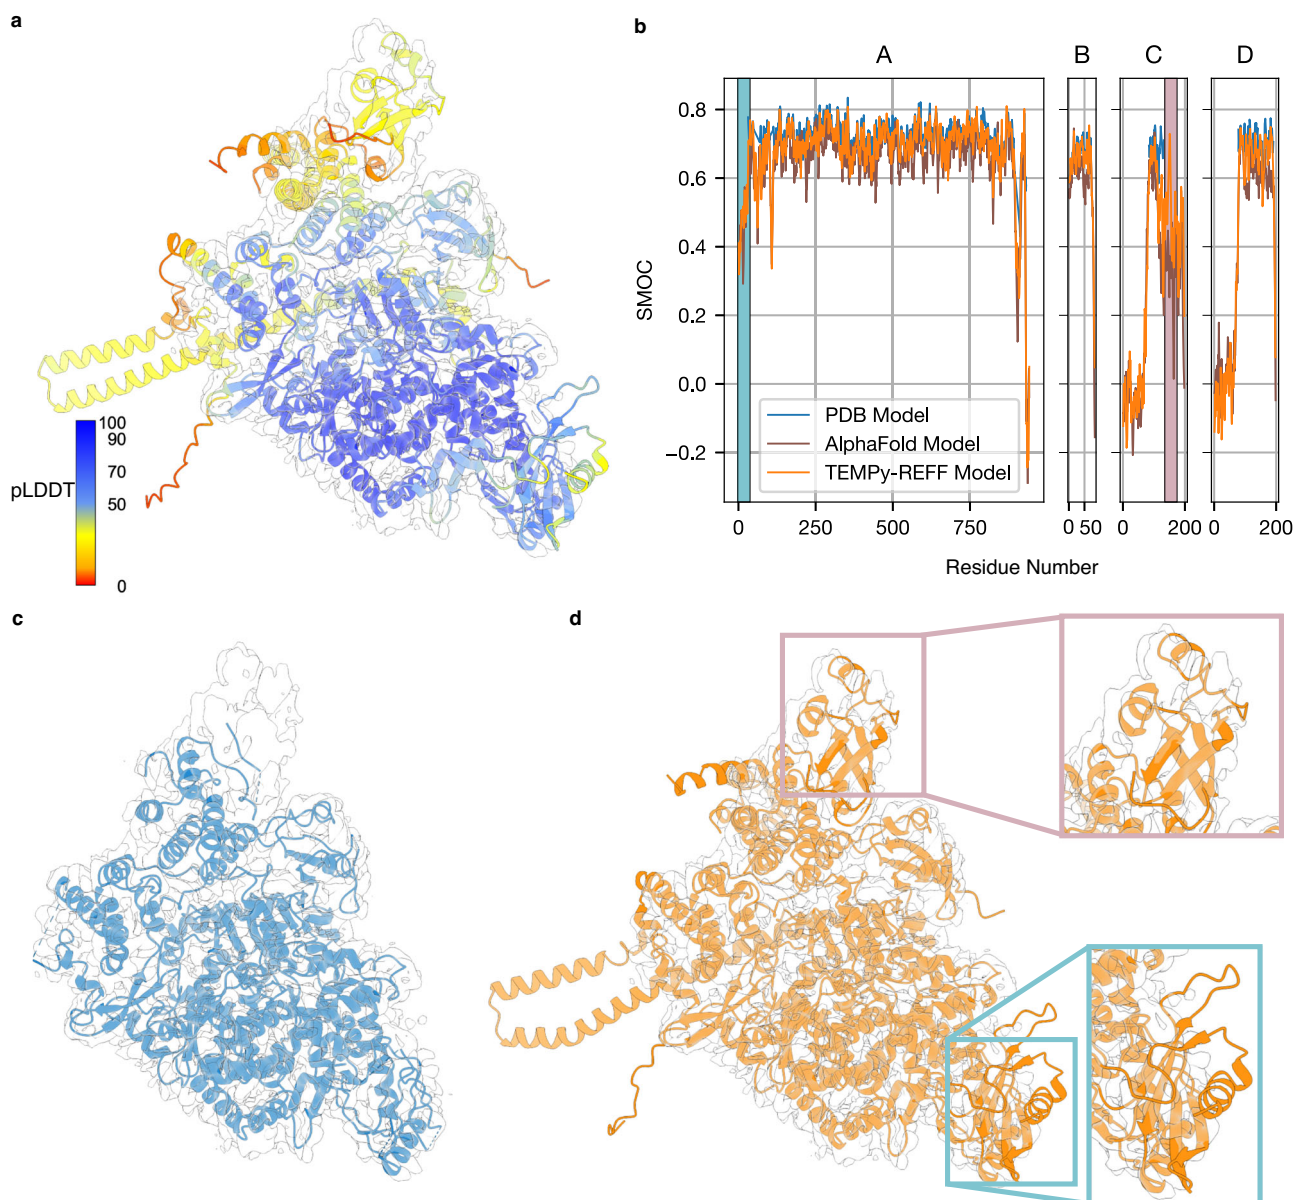 a
pLDDT
100
90
70
50
0
b
A
B
C
D
SMOC
0.8
0.6
0.4
0.2
0.0
−0.2
PDB Model
AlphaFold Model
TEMPy-REFF Model
0
250
500
750
0 50
0
200
0
200
Residue Number
c
d